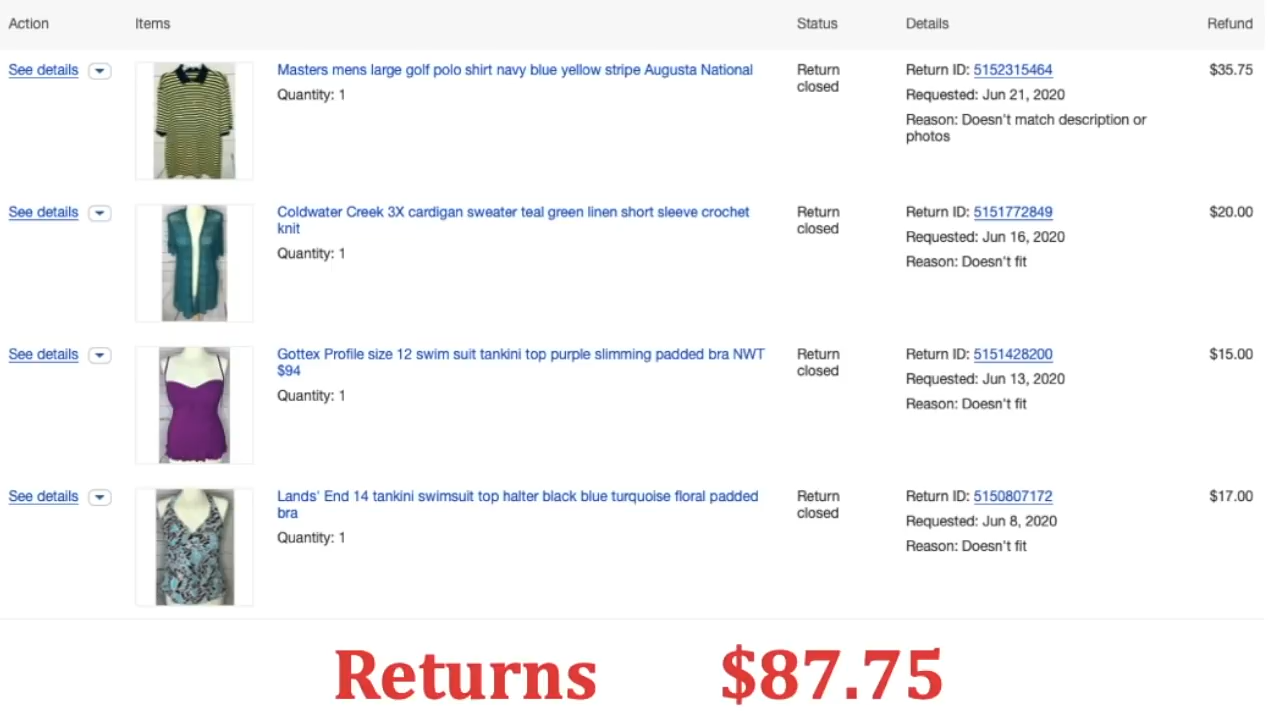 Action Items Status Details Refund
See details Masters mens large golf polo shirt navy blue yellow stripe Augusta National Return Return ID: 5152315464 $35.75
closed
Quantity: 1 Requested: Jun 21, 2020
Reason: Doesn't match description or
photos
See details Coldwater Creek 3X cardigan sweater teal green linen short sleeve crochet Return Return ID: 5151772849 $20.00
knit closed
Quantity: 1 Requested: Jun 16, 2020
Reason: Doesn't fit
See details Gottex Profile size 12 swim suit tankini top purple slimming padded bra NWT Return Return ID: 5151428200 $15.00
$94 closed
Quantity: 1 Requested: Jun 13, 2020
Reason: Doesn't fit
See details Lands' End 14 tankini swimsuit top halter black blue turquoise floral padded Return Return ID: 5150807172 $17.00
bra closed
Quantity: 1 Requested: Jun 8, 2020
Reason: Doesn't fit
Returns $87.75